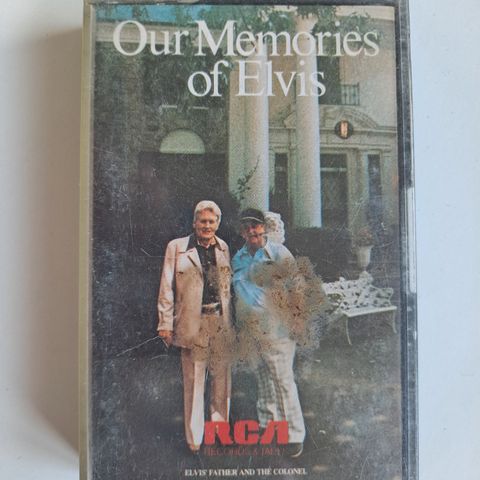 Our Memories
of Elvis
RCA
RECORDS & TAPES
ELVIS' FATHER AND THE COLONEL